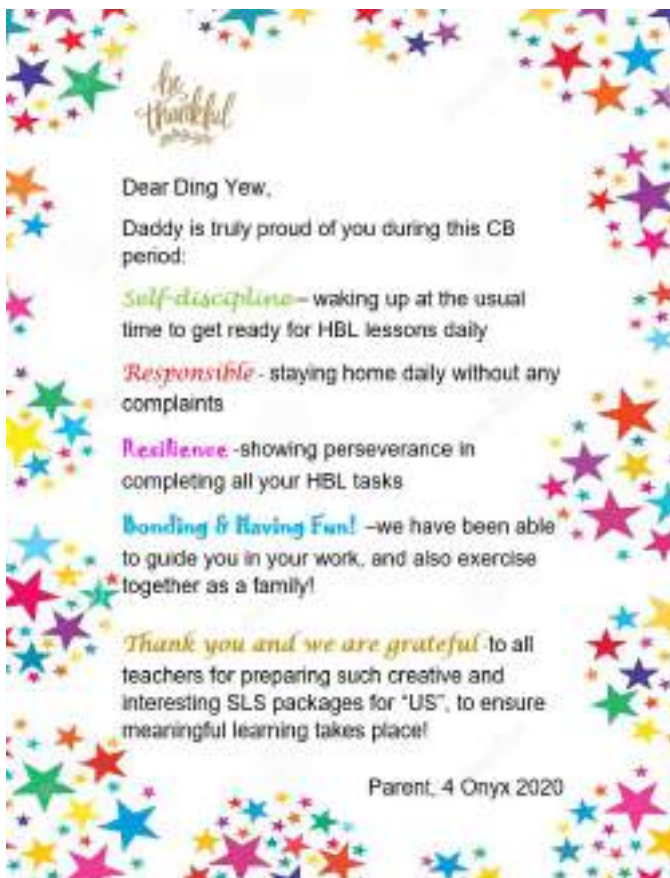 be
thankful
Dear Ding Yew,
Daddy is truly proud of you during this CB
period:
Self-discipline – waking up at the usual
time to get ready for HBL lessons daily
Responsible - staying home daily without any
complaints
Resilience -showing perseverance in
completing all your HBL tasks
Bonding & Having Fun! –we have been able
to guide you in your work, and also exercise
together as a family!
Thank you and we are grateful to all
teachers for preparing such creative and
interesting SLS packages for “US”, to ensure
meaningful learning takes place!
Parent, 4 Onyx 2020